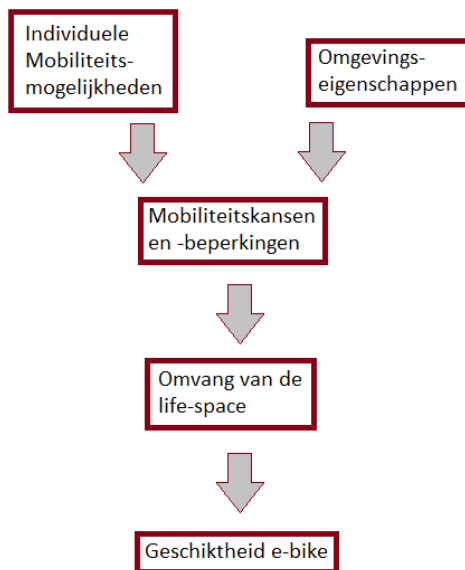 Individuele
Mobiliteits-
mogelijkheden
Omgevings-
eigenschappen
Mobiliteitskansen
en -beperkingen
Omvang van de
life-space
Geschiktheid e-bike